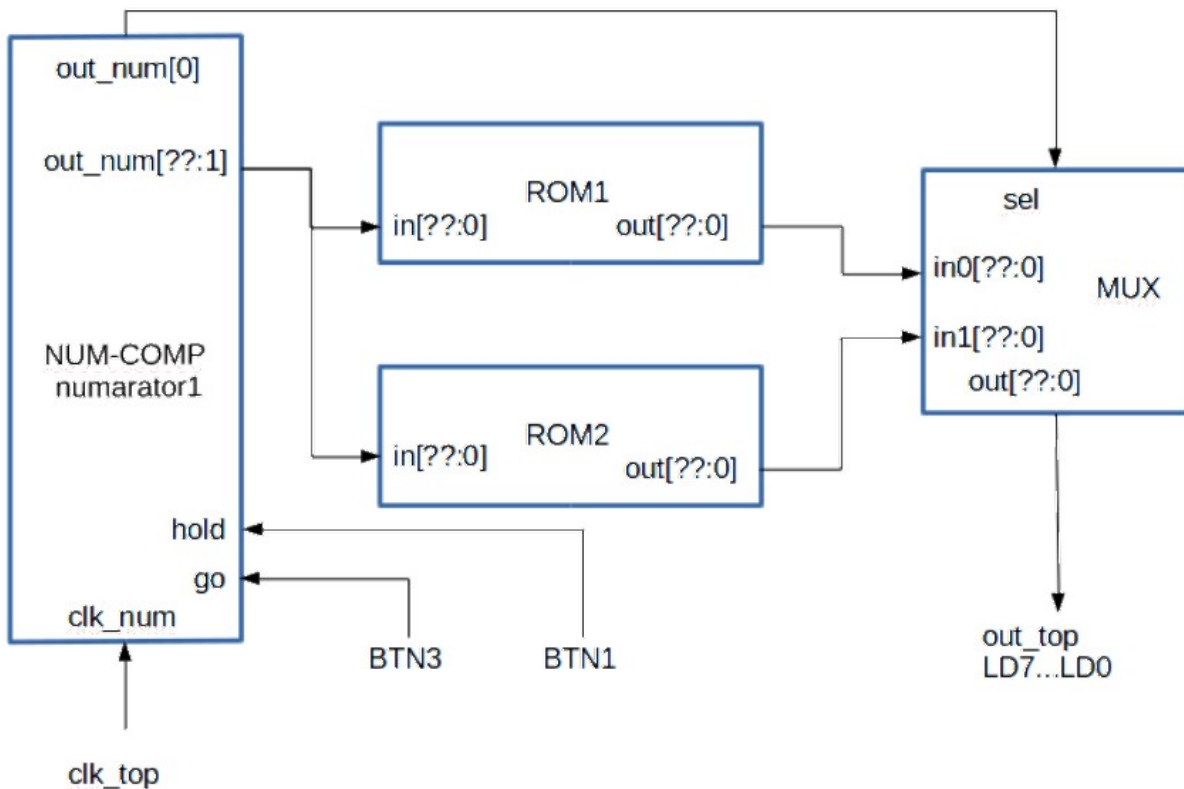 out_num[0]
out_num[??:1]
NUM-COMP
numarator1
hold
go
clk_num
clk_top
ROM1
in[??:0]
out[??:0]
ROM2
in[??:0]
out[??:0]
BTN3
BTN1
sel
in0[??:0]
MUX
in1[??:0]
out[??:0]
out_top
LD7...LD0